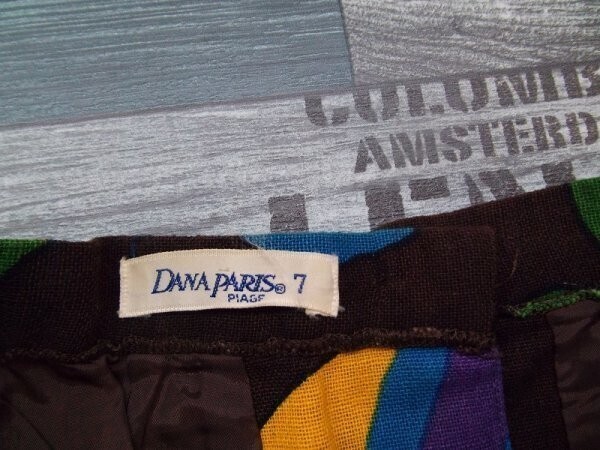 COLOMB
AMSTERD
DANA PARIS® 7
PIAGE